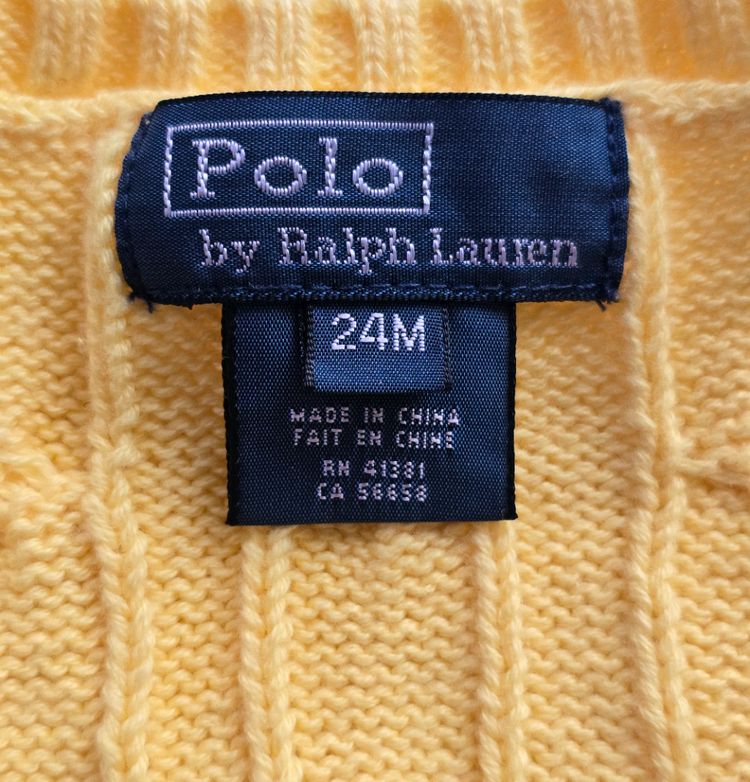 Polo
by Ralph Lauren
24M
MADE IN CHINA
FAIT EN CHINE
RN 41381
CA 56658